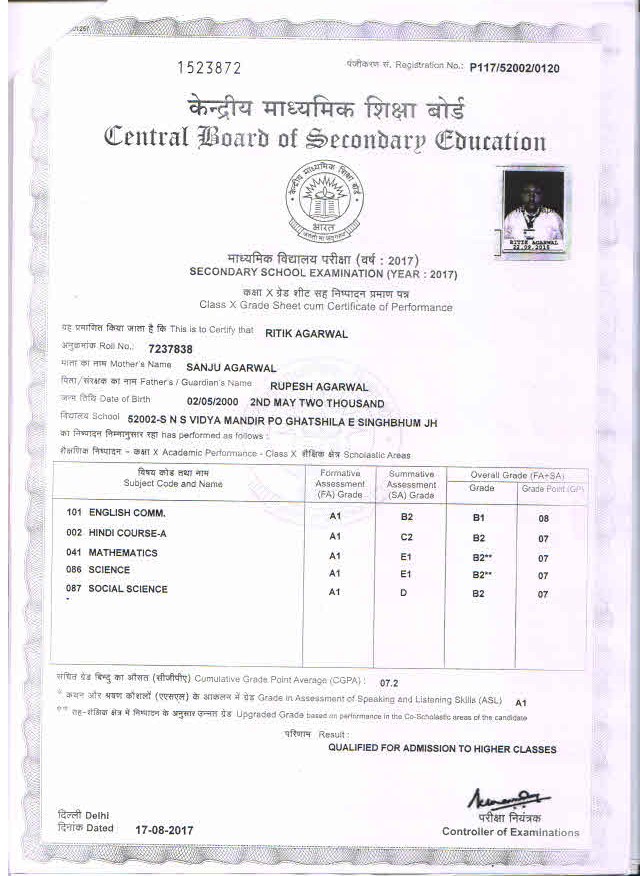 1523872
पंजीकरण सं. Registration No.: P117/52002/0120
केन्द्रीय माध्यमिक शिक्षा बोर्ड
Central Board of Secondary Education
केन्द्रीय माध्यमिक शिक्षा बोर्ड
भारत
RITIK AGARWAL
22.09.2015
माध्यमिक विद्यालय परीक्षा (वर्ष : 2017)
SECONDARY SCHOOL EXAMINATION (YEAR : 2017)
कक्षा X ग्रेड शीट सह निष्पादन प्रमाण पत्र
Class X Grade Sheet cum Certificate of Performance
यह प्रमाणित किया जाता है कि This is to Certify that RITIK AGARWAL
अनुक्रमांक Roll No.: 7237838
माता का नाम Mother's Name SANJU AGARWAL
पिता/संरक्षक का नाम Father's / Guardian's Name RUPESH AGARWAL
जन्म तिथि Date of Birth 02/05/2000 2ND MAY TWO THOUSAND
विद्यालय School 52002-S N S VIDYA MANDIR PO GHATSHILA E SINGHBHUM JH
का निष्पादन निम्नानुसार रहा has performed as follows :
शैक्षणिक निष्पादन - कक्षा X Academic Performance - Class X शैक्षिक क्षेत्र Scholastic Areas
विषय कोड तथा नाम Subject Code and Name Formative Assessment (FA) Grade Summative Assessment (SA) Grade Overall Grade (FA+SA) Grade Grade Point (GP)
101 ENGLISH COMM. A1 B2 B1 08
002 HINDI COURSE-A A1 C2 B2 07
041 MATHEMATICS A1 E1 B2** 07
086 SCIENCE A1 E1 B2** 07
087 SOCIAL SCIENCE A1 D B2 07
-
संचित ग्रेड बिन्दु का औसत (सीजीपीए) Cumulative Grade Point Average (CGPA) : 07.2
* कथन और श्रवण कौशलों (एएसएल) के आकलन में ग्रेड Grade in Assessment of Speaking and Listening Skills (ASL) A1
** सह-शैक्षिक क्षेत्र में निष्पादन के अनुसार उन्नत ग्रेड Upgraded Grade based on performance in the Co-Scholastic areas of the candidate
परिणाम Result :
QUALIFIED FOR ADMISSION TO HIGHER CLASSES
दिल्ली Delhi
दिनांक Dated 17-08-2017
परीक्षा नियंत्रक
Controller of Examinations